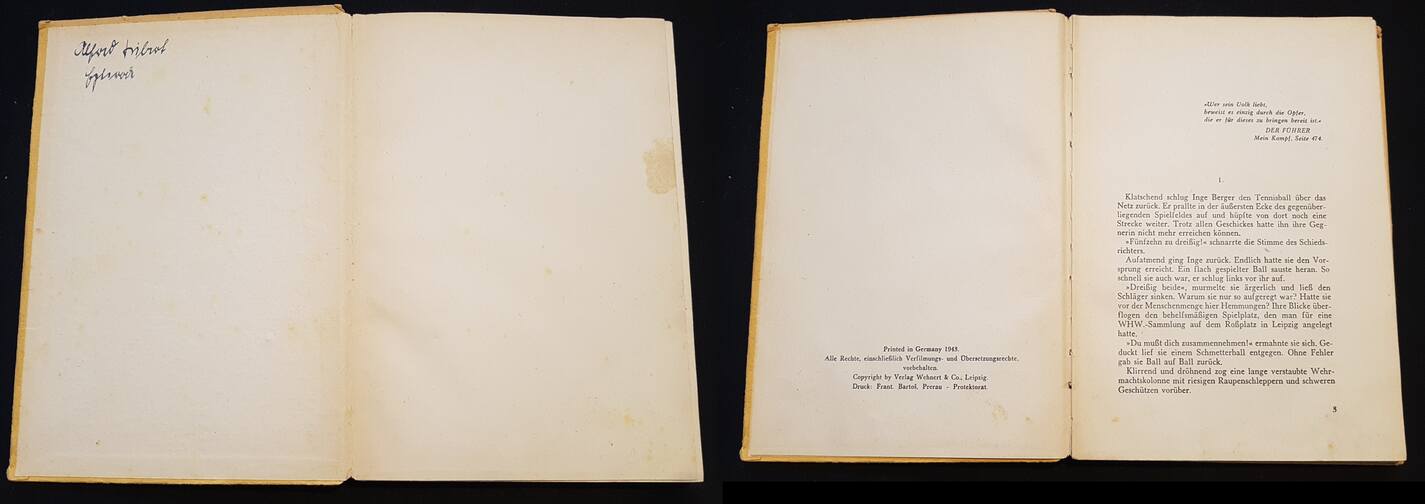 Alfred
Printed in Germany 1943.
Alle Rechte, einschließlich Verfilmungs- und Übersetzungsrechte,
vorbehalten.
Copyright by Verlag Wehnert & Co., Leipzig.
Druck: Frant. Bartoš, Prerau - Protektorat.
»Wer sein Volk liebt,
beweist es einzig durch die Opfer,
die er für dieses zu bringen bereit ist.«
DER FÜHRER
Mein Kampf, Seite 474.
1.
Klatschend schlug Inge Berger den Tennisball über das
Netz zurück. Er prallte in der äußersten Ecke des gegenüber-
liegenden Spielfeldes auf und hüpfte von dort noch eine
Strecke weiter. Trotz allen Geschickes hatte ihn ihre Geg-
nerin nicht mehr erreichen können.
»Fünfzehn zu dreißig!« schnarrte die Stimme des Schieds-
richters.
Aufatmend ging Inge zurück. Endlich hatte sie den Vor-
sprung erreicht. Ein flach gespielter Ball sauste heran. So
schnell sie auch war, er schlug links vor ihr auf.
»Dreißig beide«, murmelte sie ärgerlich und ließ den
Schläger sinken. Warum sie nur so aufgeregt war? Hatte sie
vor der Menschenmenge hier Hemmungen? Ihre Blicke über-
flogen den behelfsmäßigen Spielplatz, den man für eine
WHW.-Sammlung auf dem Roßplatz in Leipzig angelegt
hatte.
»Du mußt dich zusammennehmen!« ermahnte sie sich. Ge-
duckt lief sie einem Schmetterball entgegen. Ohne Fehler
gab sie Ball auf Ball zurück.
Klirrend und dröhnend zog eine lange verstaubte Wehr-
machtskolonne mit riesigen Raupenschleppern und schweren
Geschützen vorüber.
3